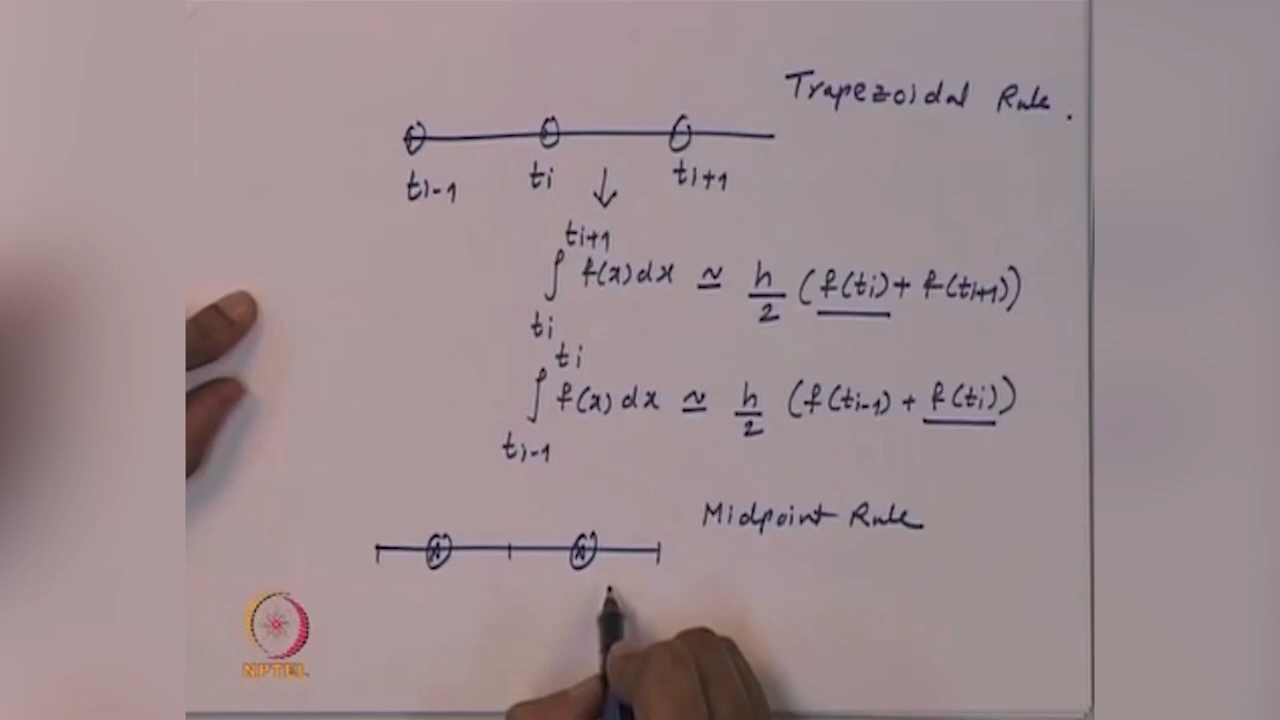 Trapezoidal Rule.
ti-1 ti ti+1
ti+1
∫ f(x)dx ≃ h/2 (f(ti) + f(ti+1))
ti
ti
∫ f(x)dx ≃ h/2 (f(ti-1) + f(ti))
ti-1
Midpoint Rule
NPTEL